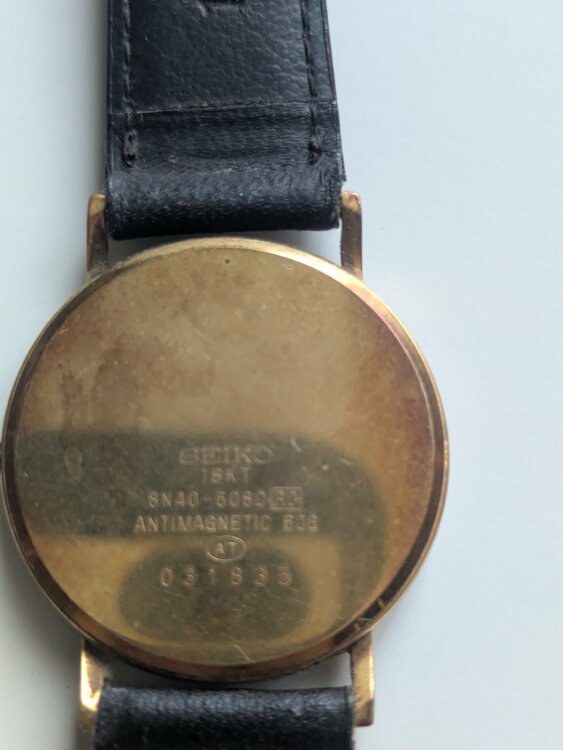 SEIKO
18KT
8N40-6080
ANTIMAGNETIC
AT
031835